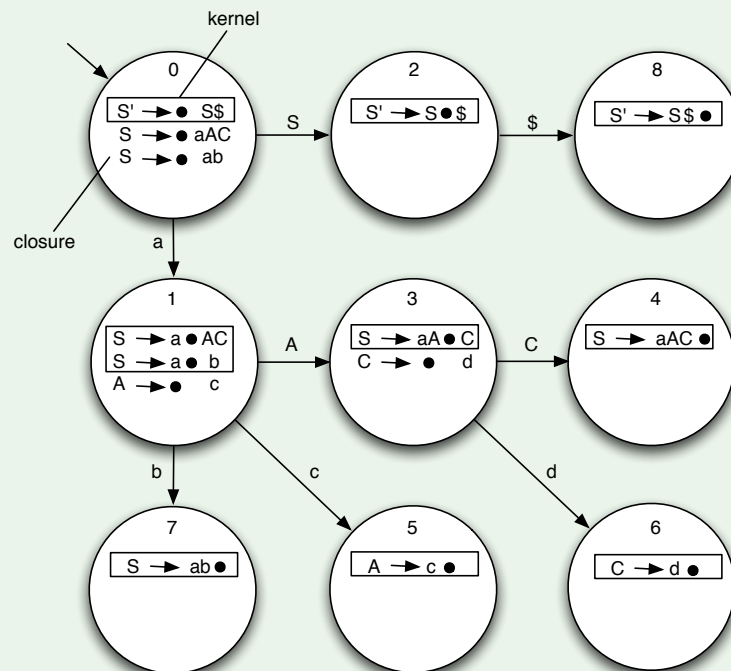 kernel
0
S' → ● S$
S → ● aAC
S → ● ab
closure
S
2
S' → S ● $
$
8
S' → S $ ●
a
1
S → a ● AC
S → a ● b
A → ● c
A
3
S → aA ● C
C → ● d
C
4
S → aAC ●
b
c
d
7
S → ab ●
5
A → c ●
6
C → d ●